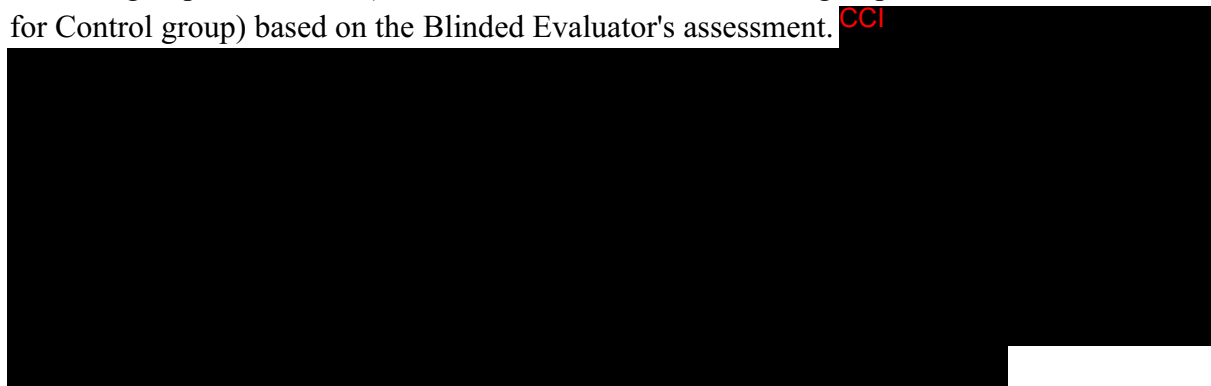 for Control group) based on the Blinded Evaluator's assessment. CCI